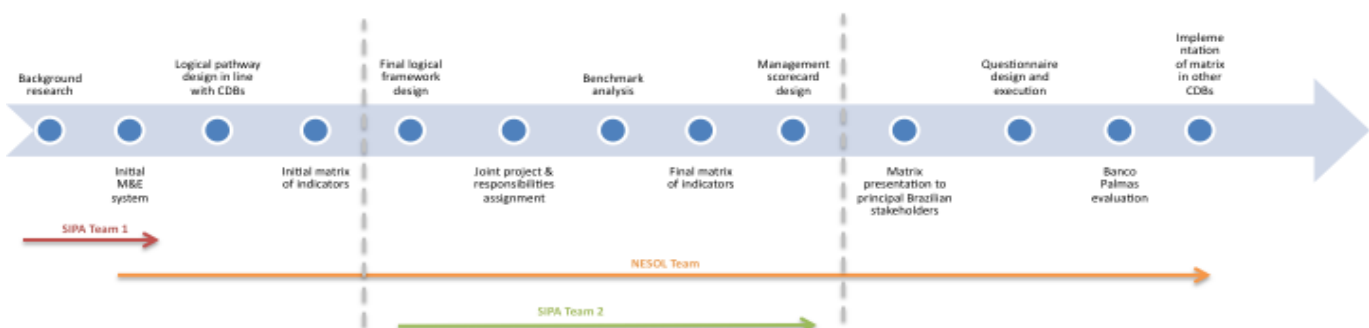 Background
research
Initial
M&E
system
Logical pathway
design in line
with CDBs
Initial matrix
of indicators
Final logical
framework
design
Joint project &
responsibilities
assignment
Benchmark
analysis
Final matrix
of indicators
Management
scorecard
design
Matrix
presentation to
principal Brazilian
stakeholders
Questionnaire
design and
execution
Banco
Palmas
evaluation
Impleme
ntation
of matrix
in other
CDBs
SIPA Team 1
NESOL Team
SIPA Team 2